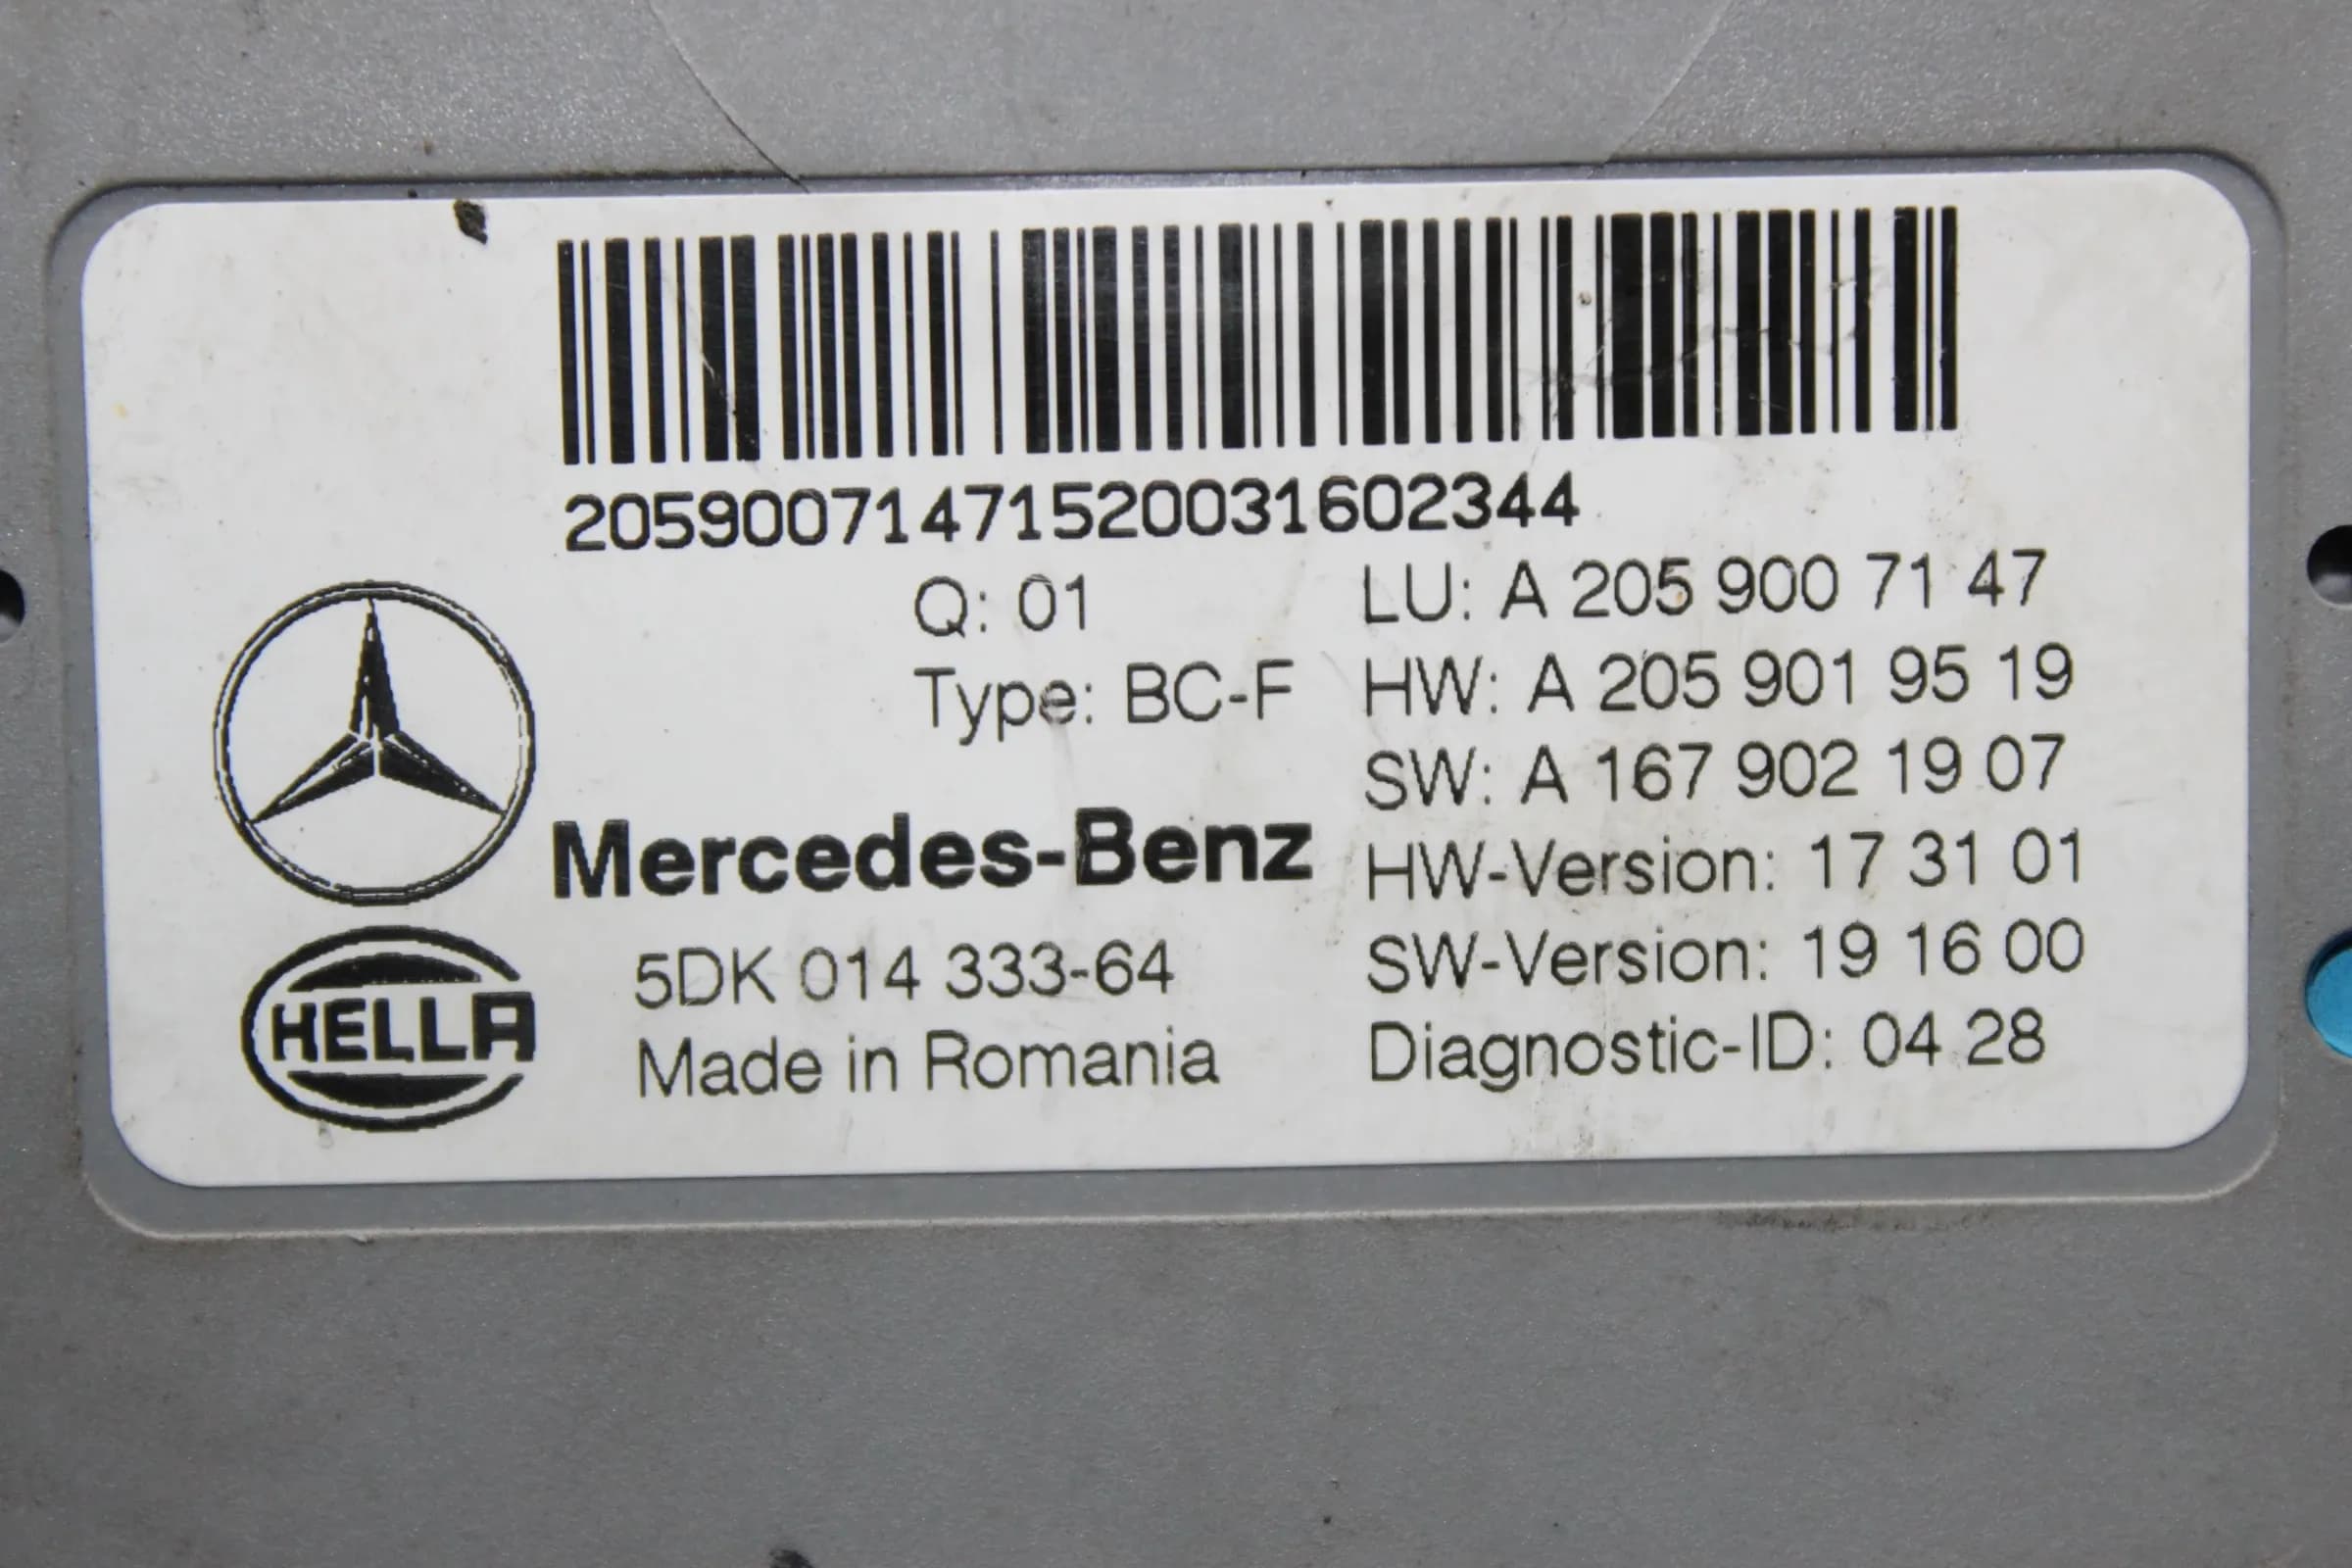 20590071471520031602344
Q: 01
LU: A 205 900 71 47
Type: BC-F
HW: A 205 901 95 19
SW: A 167 902 19 07
Mercedes-Benz
HW-Version: 17 31 01
5DK 014 333-64
SW-Version: 19 16 00
HELLA
Made in Romania
Diagnostic-ID: 04 28